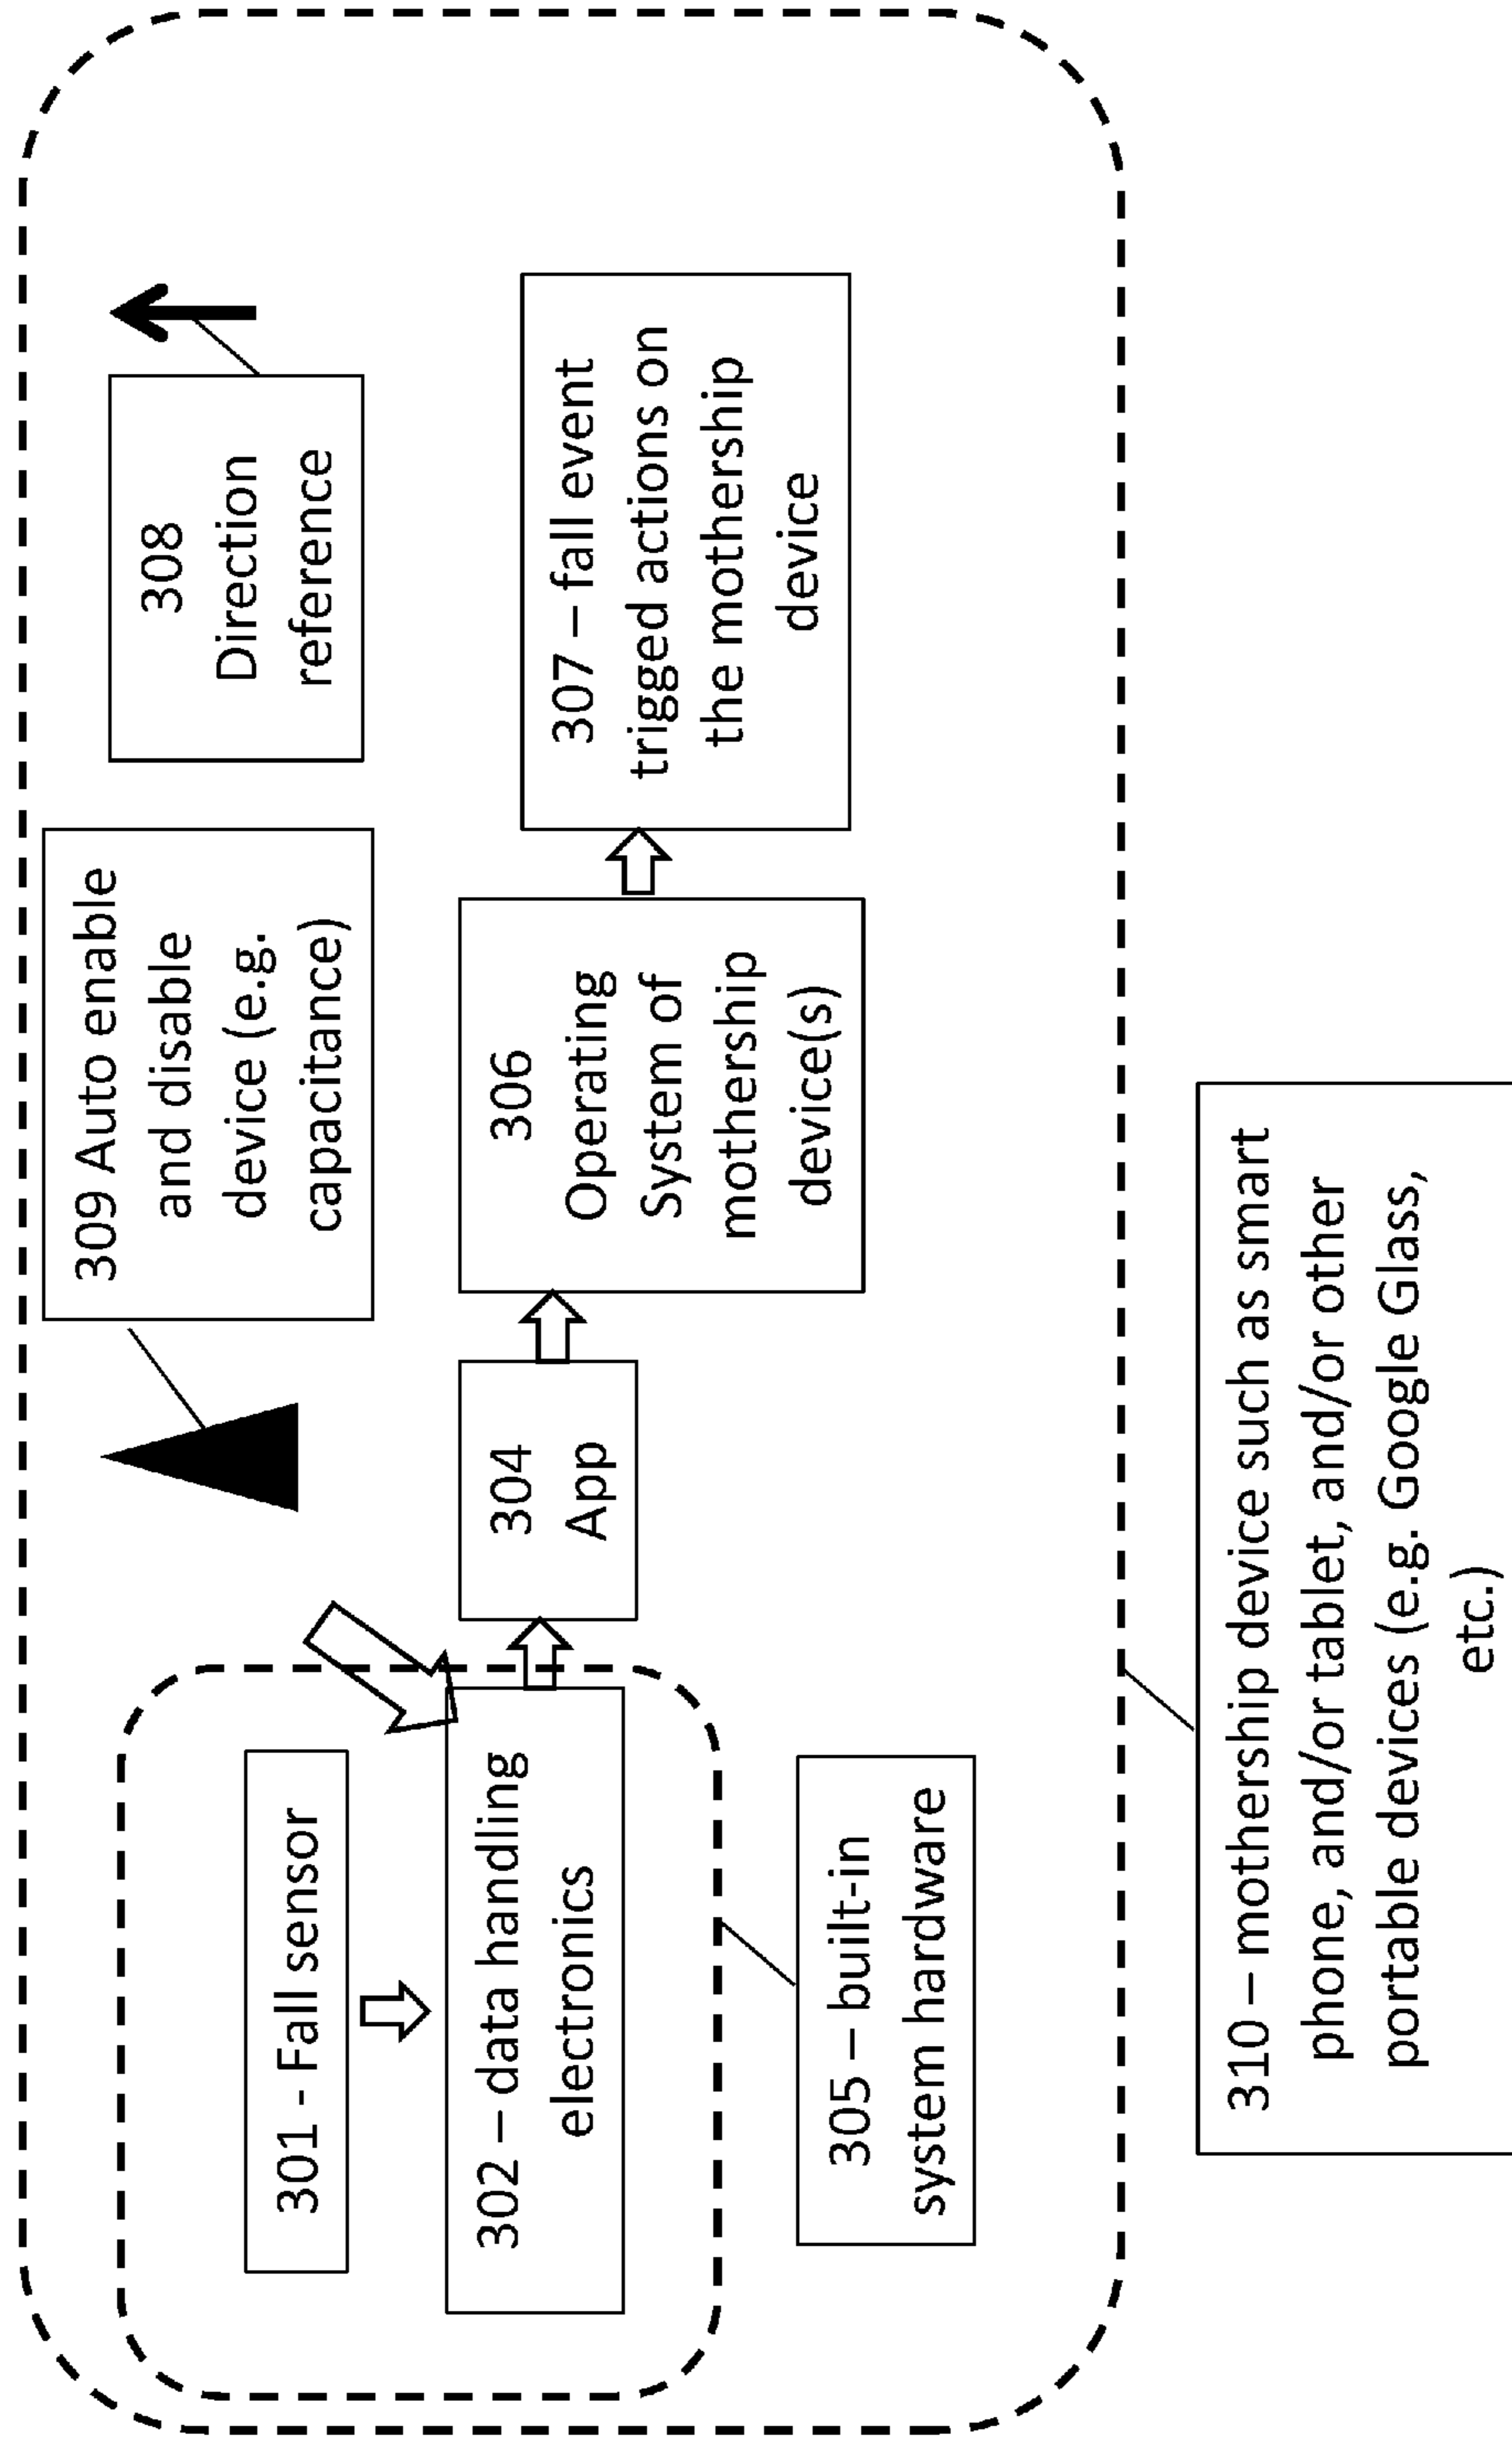 301 - Fall sensor
302 – data handling
electronics
305 – built-in
system hardware
304
App
309 Auto enable
and disable
device (e.g.
capacitance)
306
Operating
System of
mothership
device(s)
308
Direction
reference
307 – fall event
trigged actions on
the mothership
device
310 – mothership device such as smart
phone, and/or tablet, and/or other
portable devices (e.g. Google Glass,
etc.)